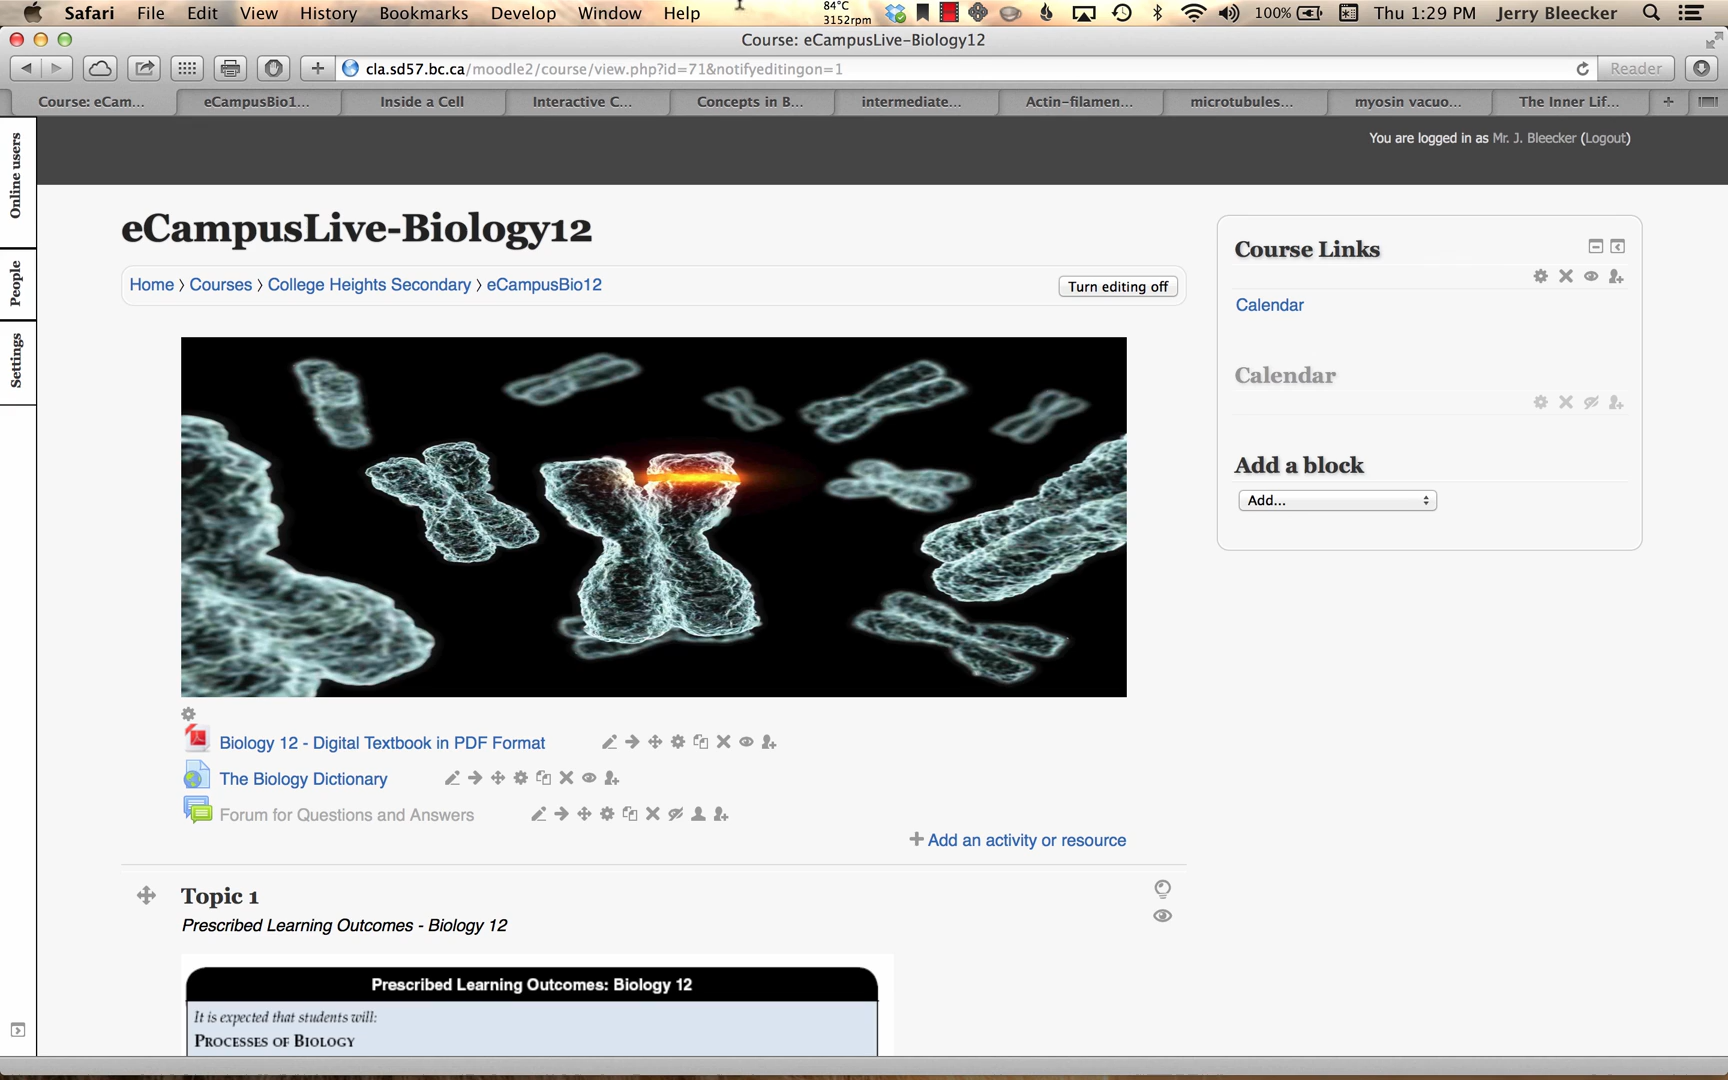 Safari File Edit View History Bookmarks Develop Window Help 84°C 3152rpm 100% Thu 1:29 PM Jerry Bleecker
Course: eCampusLive-Biology12
cla.sd57.bc.ca/moodle2/course/view.php?id=71&notifyeditingon=1 Reader
Course: eCam... eCampusBio1... Inside a Cell Interactive C... Concepts in B... intermediate... Actin-filamen... microtubules... myosin vacuo... The Inner Lif...
You are logged in as Mr. J. Bleecker (Logout)
Online users
People
Settings
eCampusLive-Biology12
Home 〉 Courses 〉 College Heights Secondary 〉 eCampusBio12
Turn editing off
Course Links
Calendar
Calendar
Add a block
Add...
Biology 12 - Digital Textbook in PDF Format
The Biology Dictionary
Forum for Questions and Answers
Add an activity or resource
Topic 1
Prescribed Learning Outcomes - Biology 12
Prescribed Learning Outcomes: Biology 12
It is expected that students will:
PROCESSES OF BIOLOGY